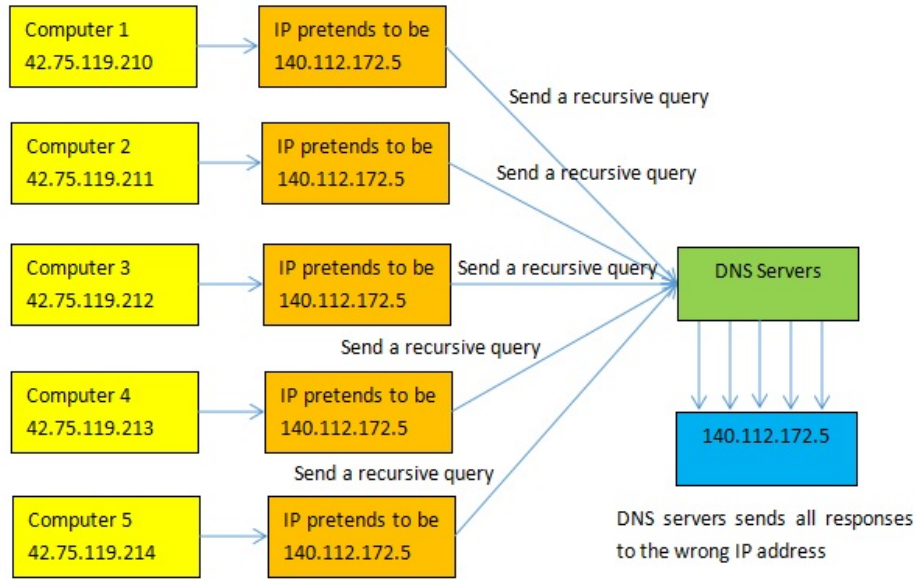 Computer 1
42.75.119.210
IP pretends to be
140.112.172.5
Send a recursive query
Computer 2
42.75.119.211
IP pretends to be
140.112.172.5
Send a recursive query
Computer 3
42.75.119.212
IP pretends to be
140.112.172.5
Send a recursive query
DNS Servers
Send a recursive query
Computer 4
42.75.119.213
IP pretends to be
140.112.172.5
140.112.172.5
Send a recursive query
Computer 5
42.75.119.214
IP pretends to be
140.112.172.5
DNS servers sends all responses
to the wrong IP address